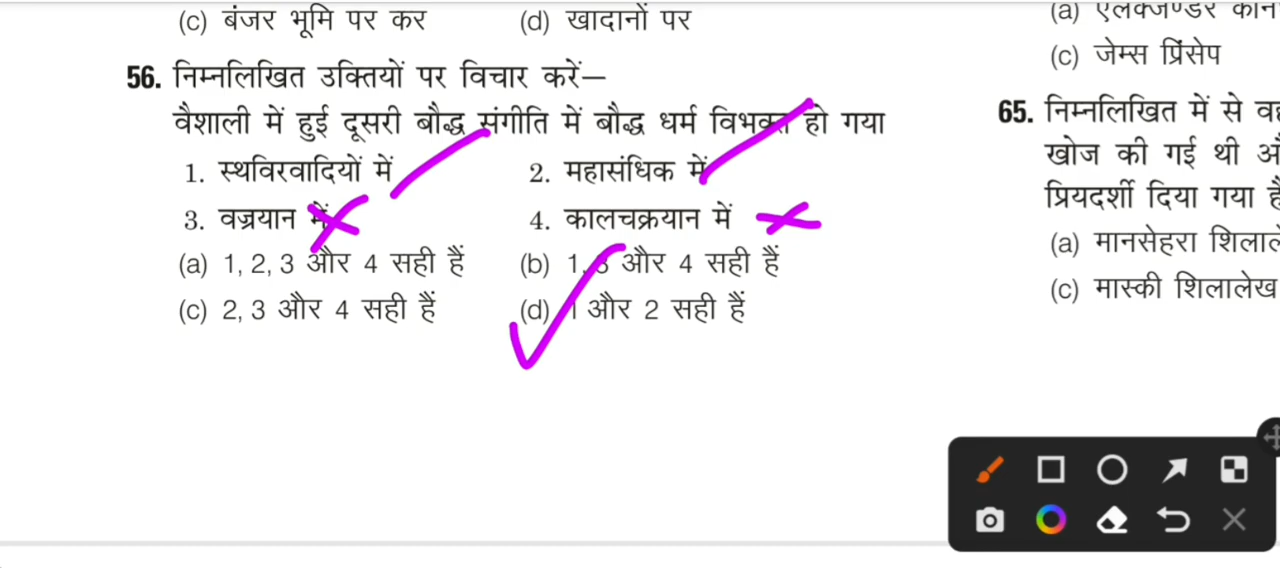 (c) बंजर भूमि पर कर (d) खादानों पर
56. निम्नलिखित उक्तियों पर विचार करें—
वैशाली में हुई दूसरी बौद्ध संगीति में बौद्ध धर्म विभक्त हो गया
1. स्थविरवादियों में 2. महासंधिक में
3. वज्रयान में 4. कालचक्रयान में
(a) 1, 2, 3 और 4 सही हैं (b) 1, 3 और 4 सही हैं
(c) 2, 3 और 4 सही हैं (d) 1 और 2 सही हैं
(a)
(c) जेम्स प्रिंसेप
65. निम्नलिखित में से
खोज की गई थी
प्रियदर्शी दिया गया
(a) मानसेहरा
(c) मास्की शिलालेख